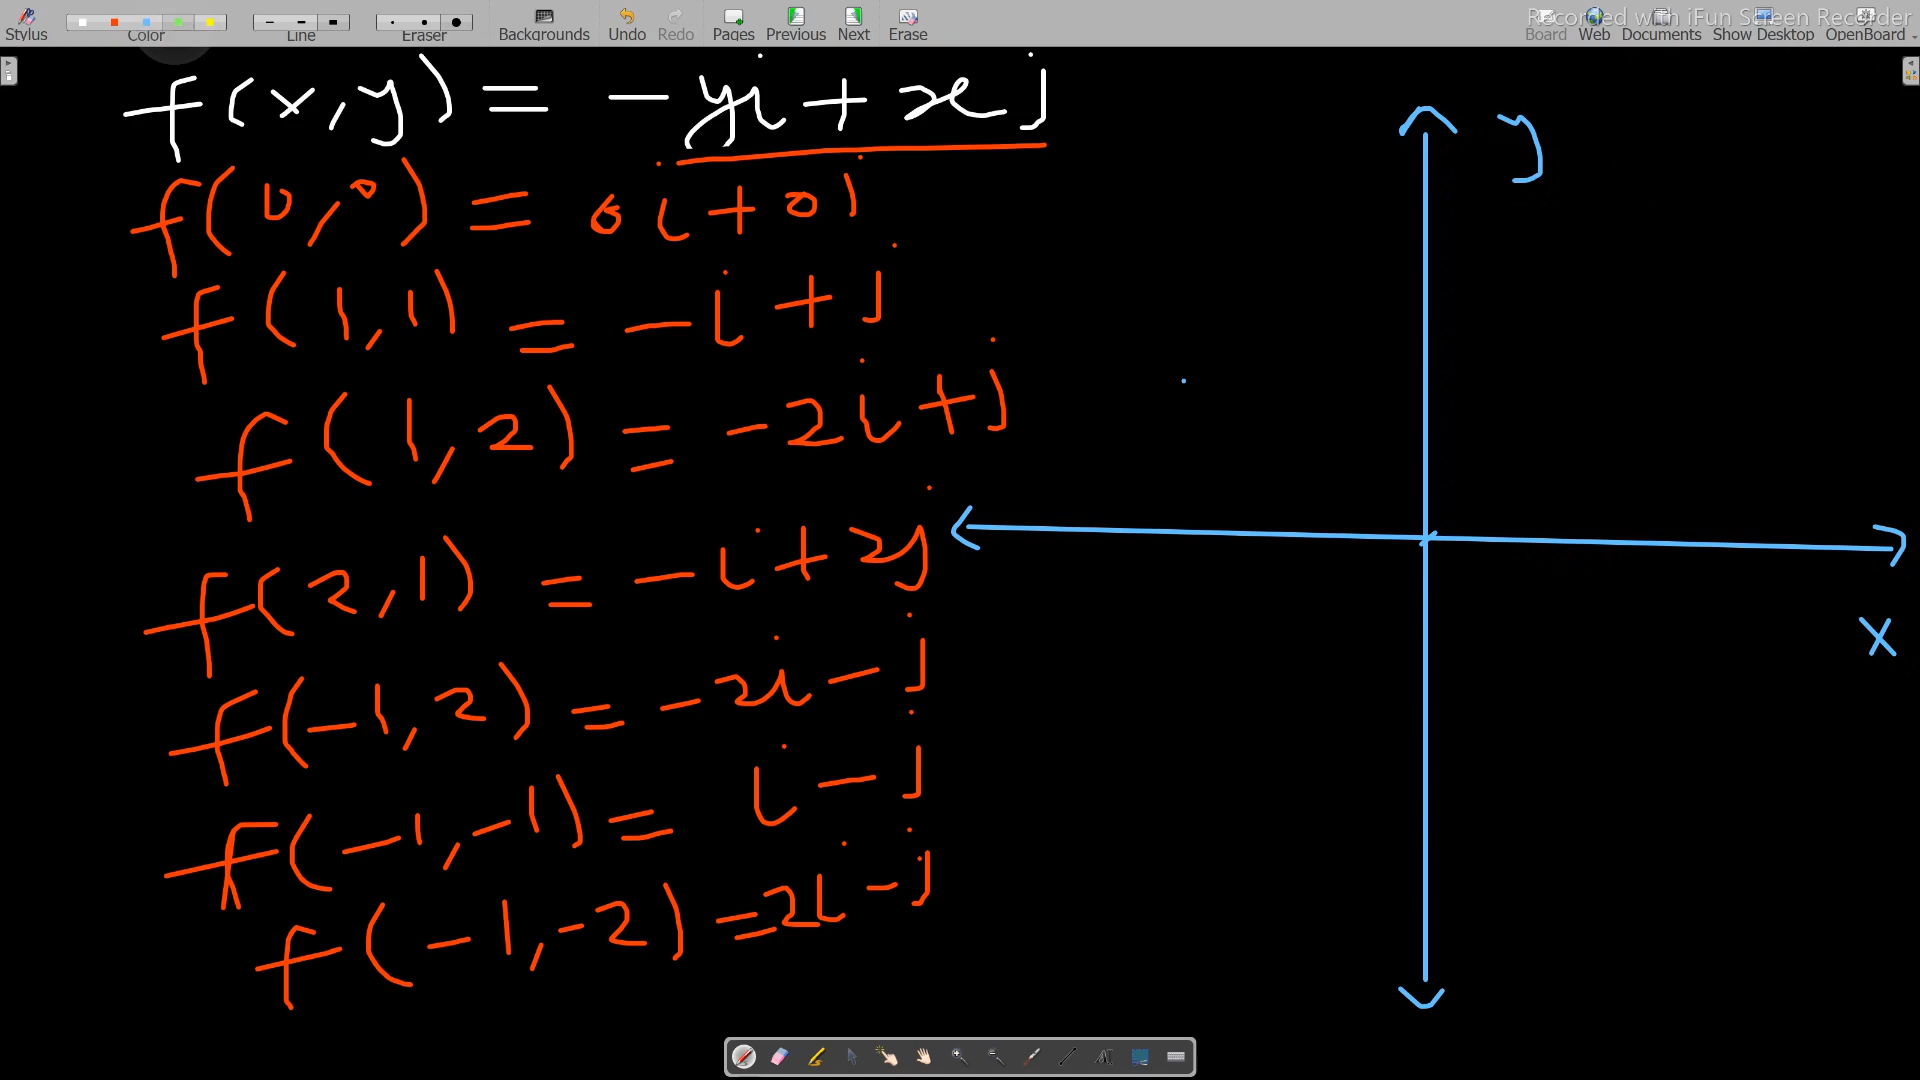 Recorded with iFun Screen Recorder
Stylus Color Line Eraser Backgrounds Undo Redo Pages Previous Next Erase Board Web Documents Show Desktop OpenBoard
f(x,y) = -yi + xj
f(0,0) = 0i + 0j
f(1,1) = -i + j
f(1,2) = -2i + j
f(2,1) = -i + 2j
f(-1,2) = -2i - j
f(-1,-1) = i - j
f(-1,-2) = 2i - j
y
x